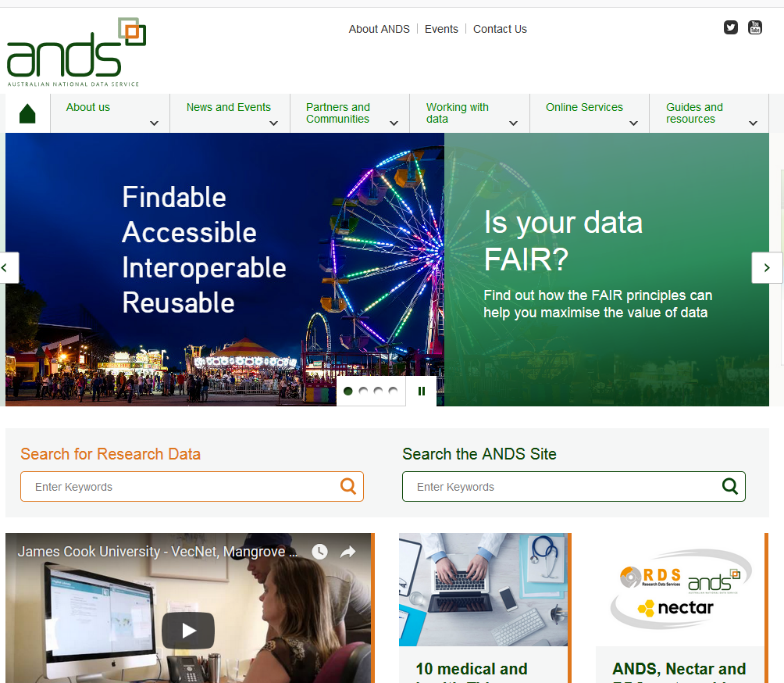 About ANDS
Events
Contact Us
ands
AUSTRALIAN NATIONAL DATA SERVICE
About us
News and Events
Partners and
Communities
Working with
data
Online Services
Guides and
resources
Findable
Accessible
Interoperable
Reusable
Is your data
FAIR?
Find out how the FAIR principles can
help you maximise the value of data
Search for Research Data
Enter Keywords
Search the ANDS Site
Enter Keywords
James Cook University - VecNet, Mangrove ...
RDS
Research Data Services
ands
nectar
10 medical and
ANDS, Nectar and